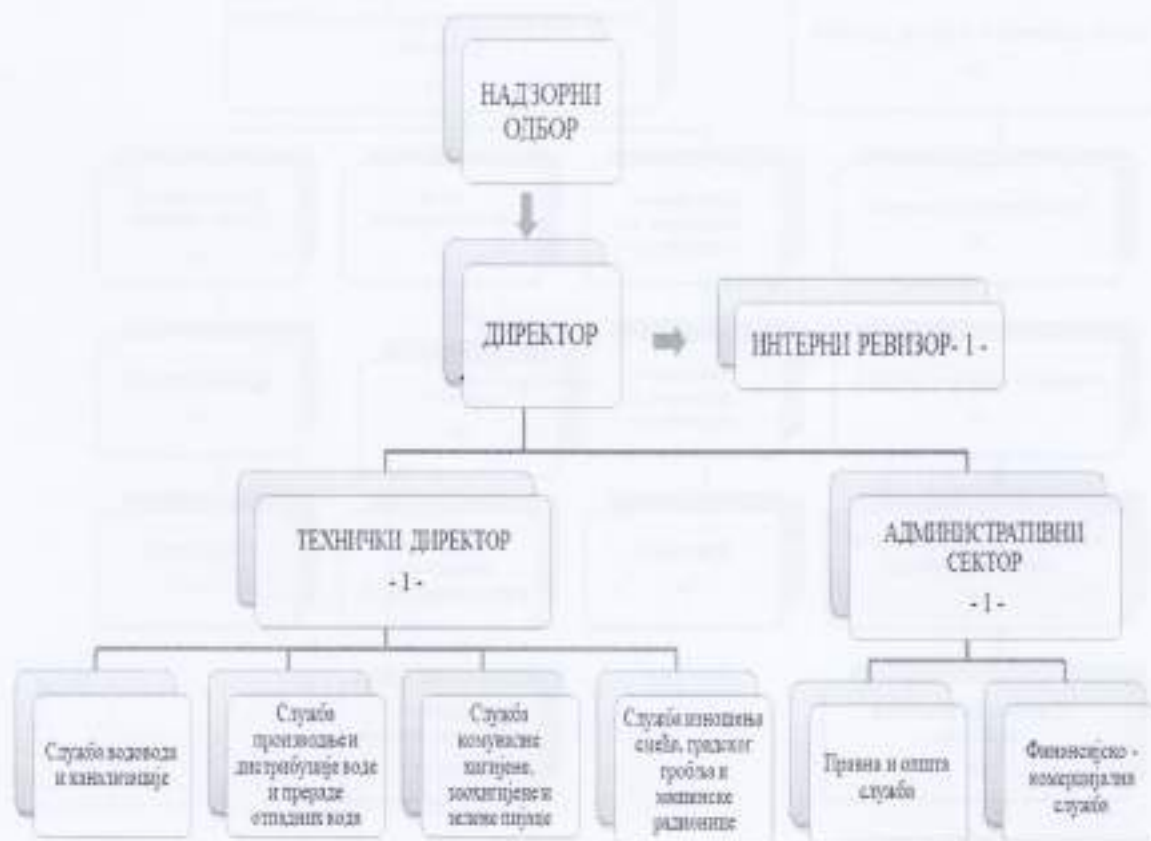 НАДЗОРНИ
ОДБОР
ДИРЕКТОР
ИНТЕРНИ РЕВИЗОР- 1 -
ТЕХНИЧКИ ДИРЕКТОР
- 1 -
АДМИНИСТРАТИВНИ
СЕКТОР
- 1 -
Служба водовода
и канализације
Служба
производње и
дистрибуције воде
и прераде
отпадних вода
Служба
комуналне
хигијене,
зоохигијене и
зелене пијаце
Служба изношења
смећа, градског
гробља и
машинске
радионице
Правна и општа
служба
Финансијско -
комерцијална
служба